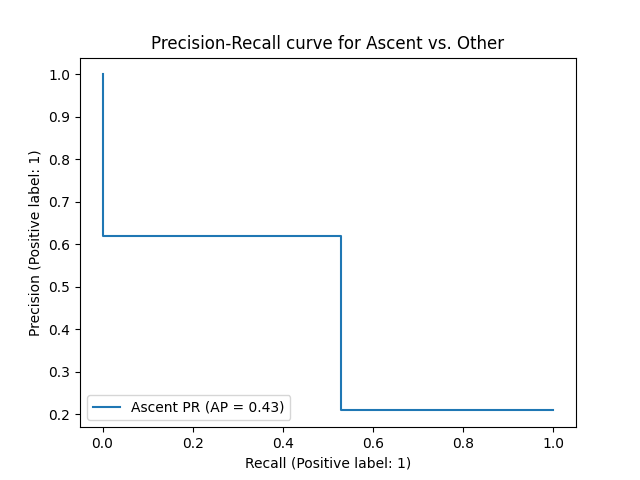 Precision-Recall curve for Ascent vs. Other
1.0
0.9
0.8
0.7
0.6
0.5
0.4
0.3
0.2
Precision (Positive label: 1)
Ascent PR (AP = 0.43)
0.0 0.2 0.4 0.6 0.8 1.0
Recall (Positive label: 1)